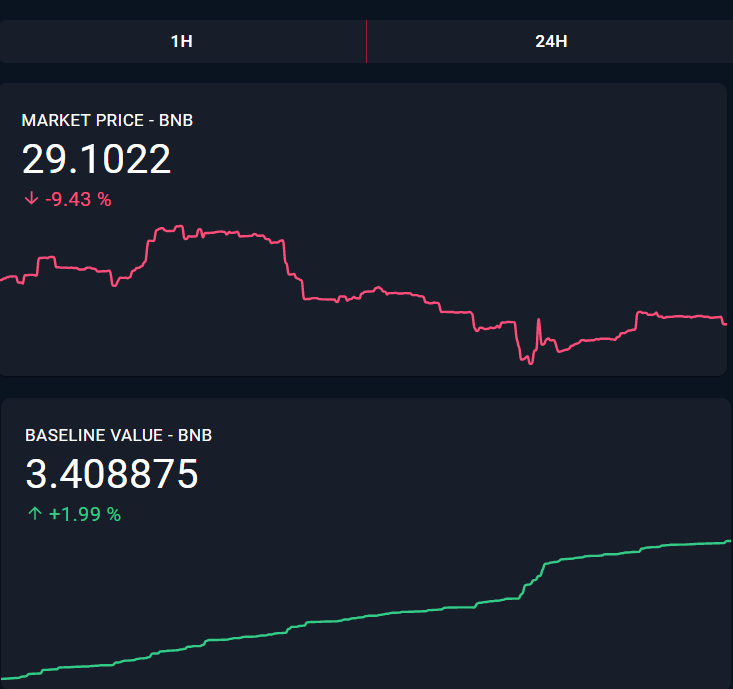 1H
24H
MARKET PRICE - BNB
29.1022
↓ -9.43 %
BASELINE VALUE - BNB
3.408875
↑ +1.99 %